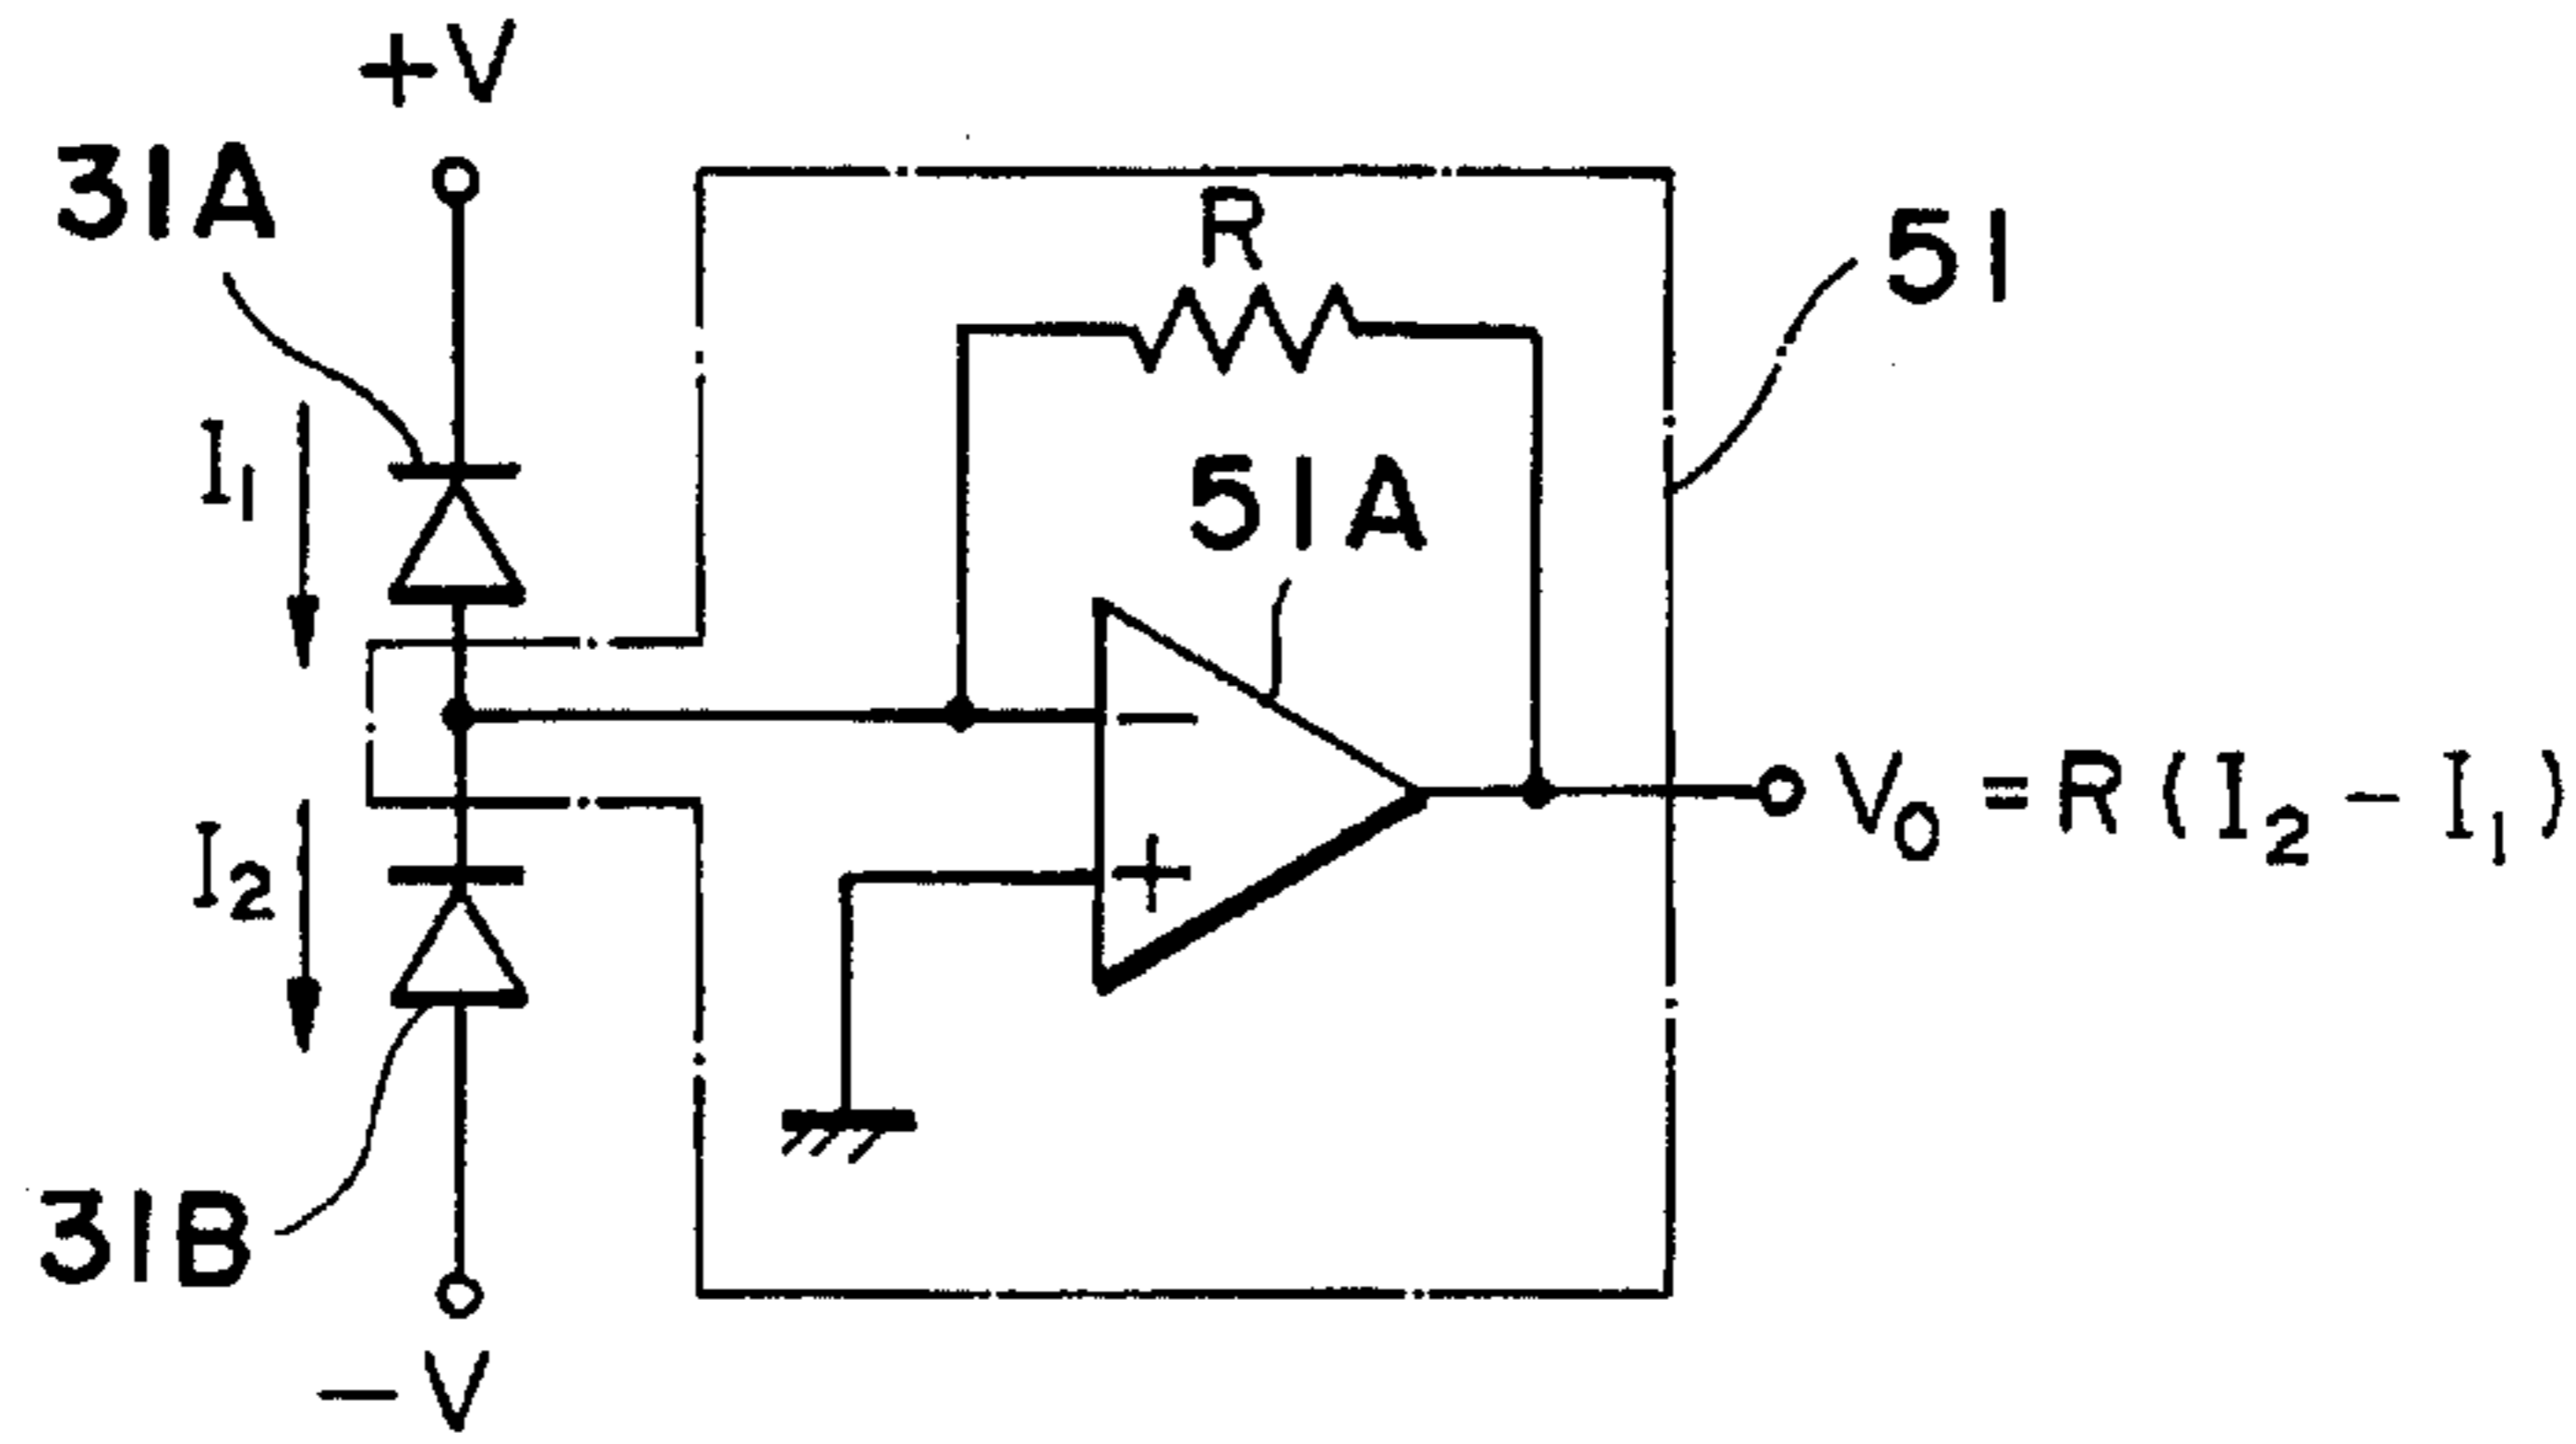 +V
31A
R
51
I₁
51A
−
V₀ = R (I₂ − I₁)
+
I₂
31B
−V